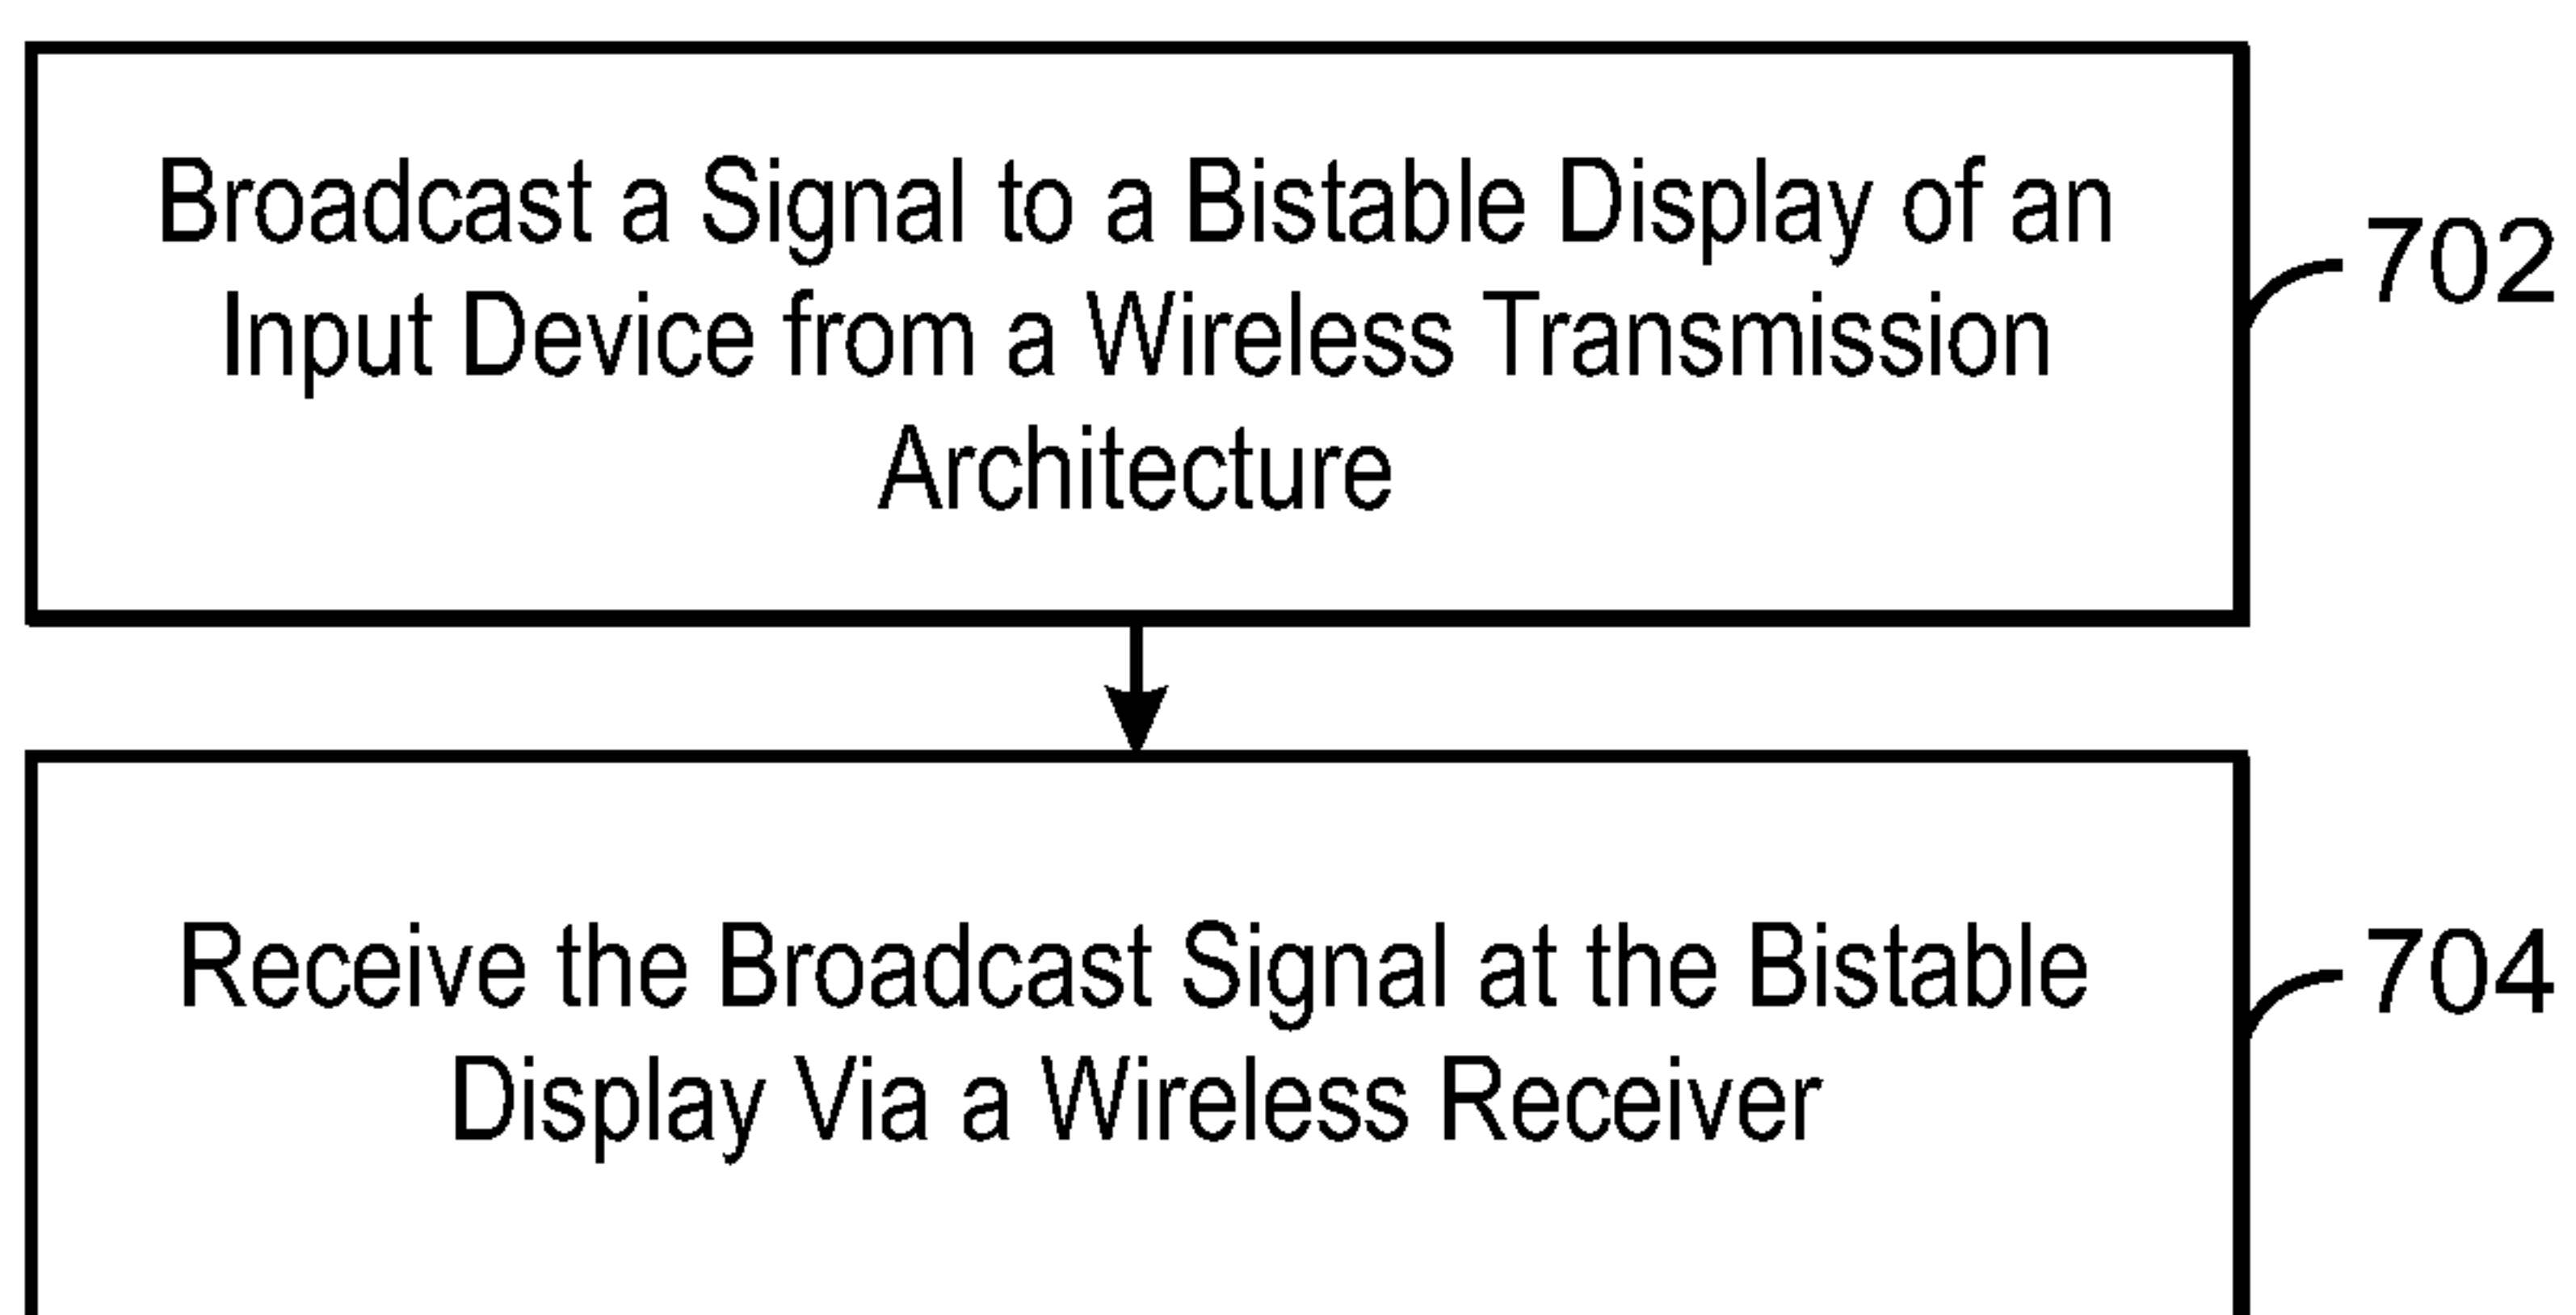 Broadcast a Signal to a Bistable Display of an
Input Device from a Wireless Transmission
Architecture
702
Receive the Broadcast Signal at the Bistable
Display Via a Wireless Receiver
704